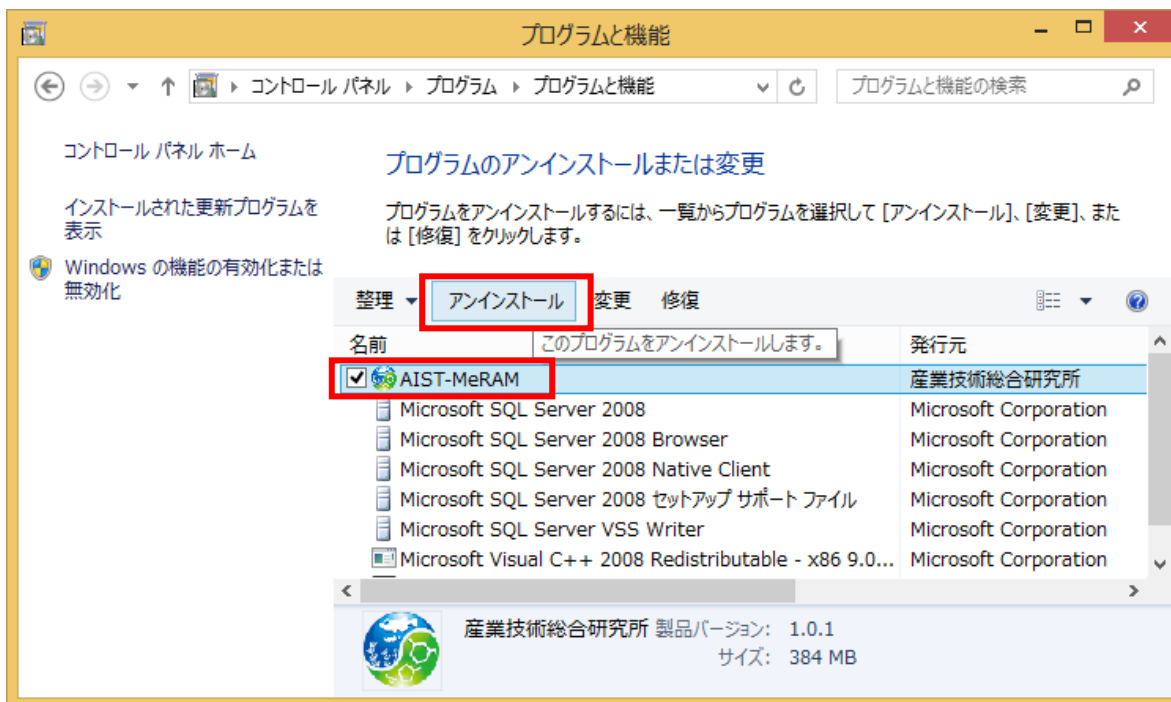 プログラムと機能
コントロール パネル プログラム プログラムと機能
プログラムと機能の検索
コントロール パネル ホーム
インストールされた更新プログラムを
表示
Windows の機能の有効化または
無効化
プログラムのアンインストールまたは変更
プログラムをアンインストールするには、一覧からプログラムを選択して [アンインストール]、[変更]、また
は [修復] をクリックします。
整理 アンインストール 変更 修復
このプログラムをアンインストールします。
名前 発行元
AIST-MeRAM 産業技術総合研究所
Microsoft SQL Server 2008 Microsoft Corporation
Microsoft SQL Server 2008 Browser Microsoft Corporation
Microsoft SQL Server 2008 Native Client Microsoft Corporation
Microsoft SQL Server 2008 セットアップ サポート ファイル Microsoft Corporation
Microsoft SQL Server VSS Writer Microsoft Corporation
Microsoft Visual C++ 2008 Redistributable - x86 9.0... Microsoft Corporation
産業技術総合研究所 製品バージョン: 1.0.1
サイズ: 384 MB